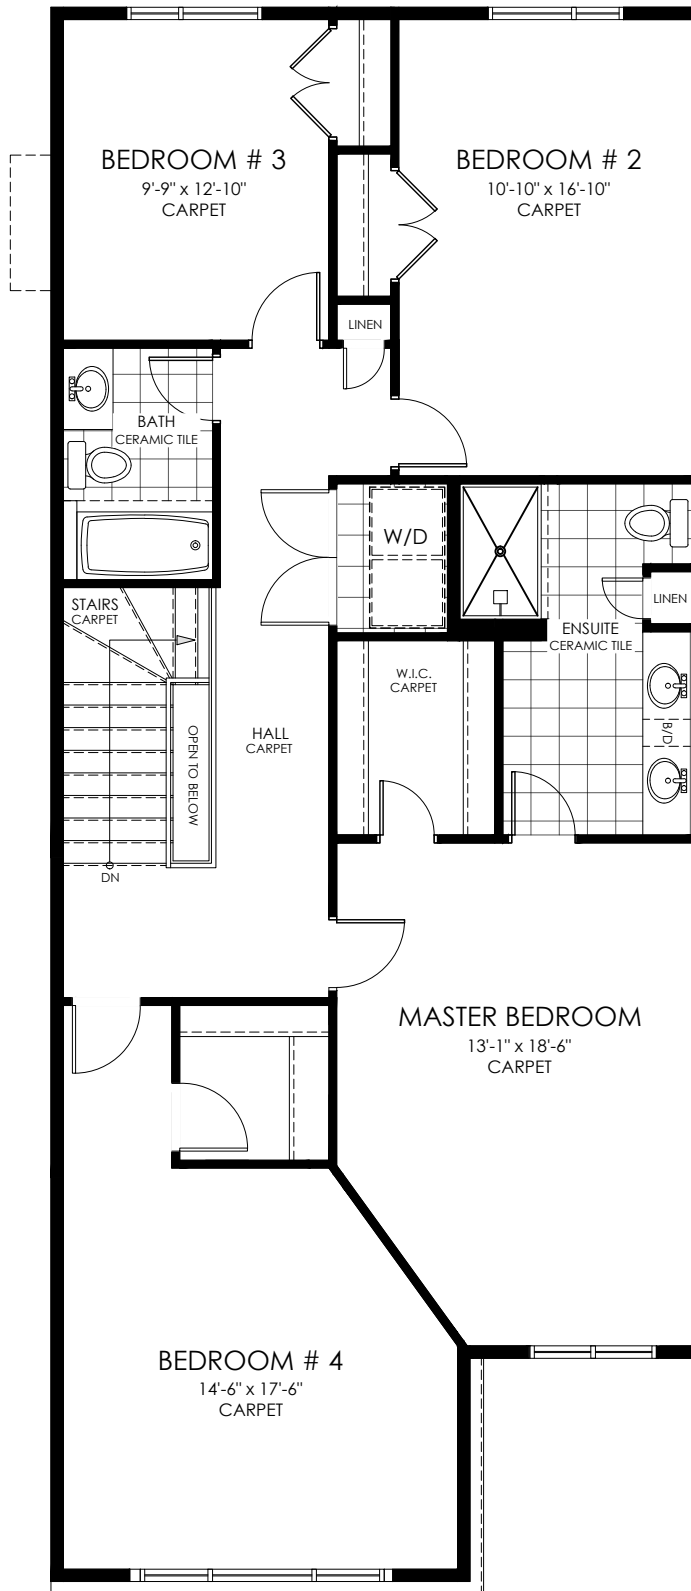 BEDROOM # 3
9'-9" x 12'-10"
CARPET
BEDROOM # 2
10'-10" x 16'-10"
CARPET
LINEN
BATH
CERAMIC TILE
W/D
STAIRS
CARPET
LINEN
ENSUITE
CERAMIC TILE
W.I.C.
CARPET
B/D
HALL
CARPET
OPEN TO BELOW
DN
MASTER BEDROOM
13'-1" x 18'-6"
CARPET
BEDROOM # 4
14'-6" x 17'-6"
CARPET